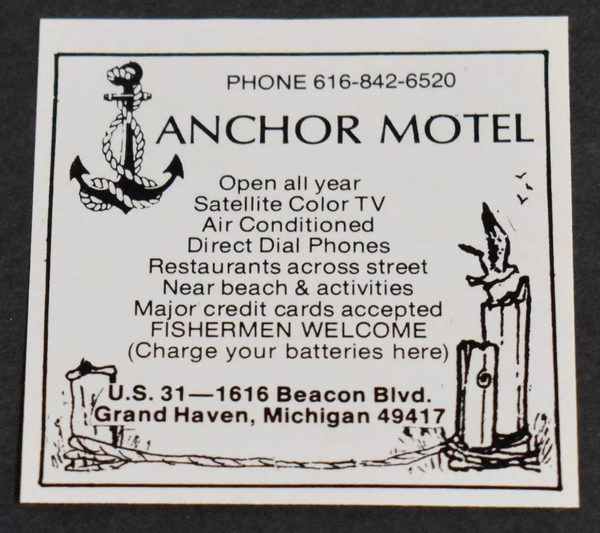 PHONE 616-842-6520
ANCHOR MOTEL
Open all year
Satellite Color TV
Air Conditioned
Direct Dial Phones
Restaurants across street
Near beach & activities
Major credit cards accepted
FISHERMEN WELCOME
(Charge your batteries here)
U.S. 31—1616 Beacon Blvd.
Grand Haven, Michigan 49417